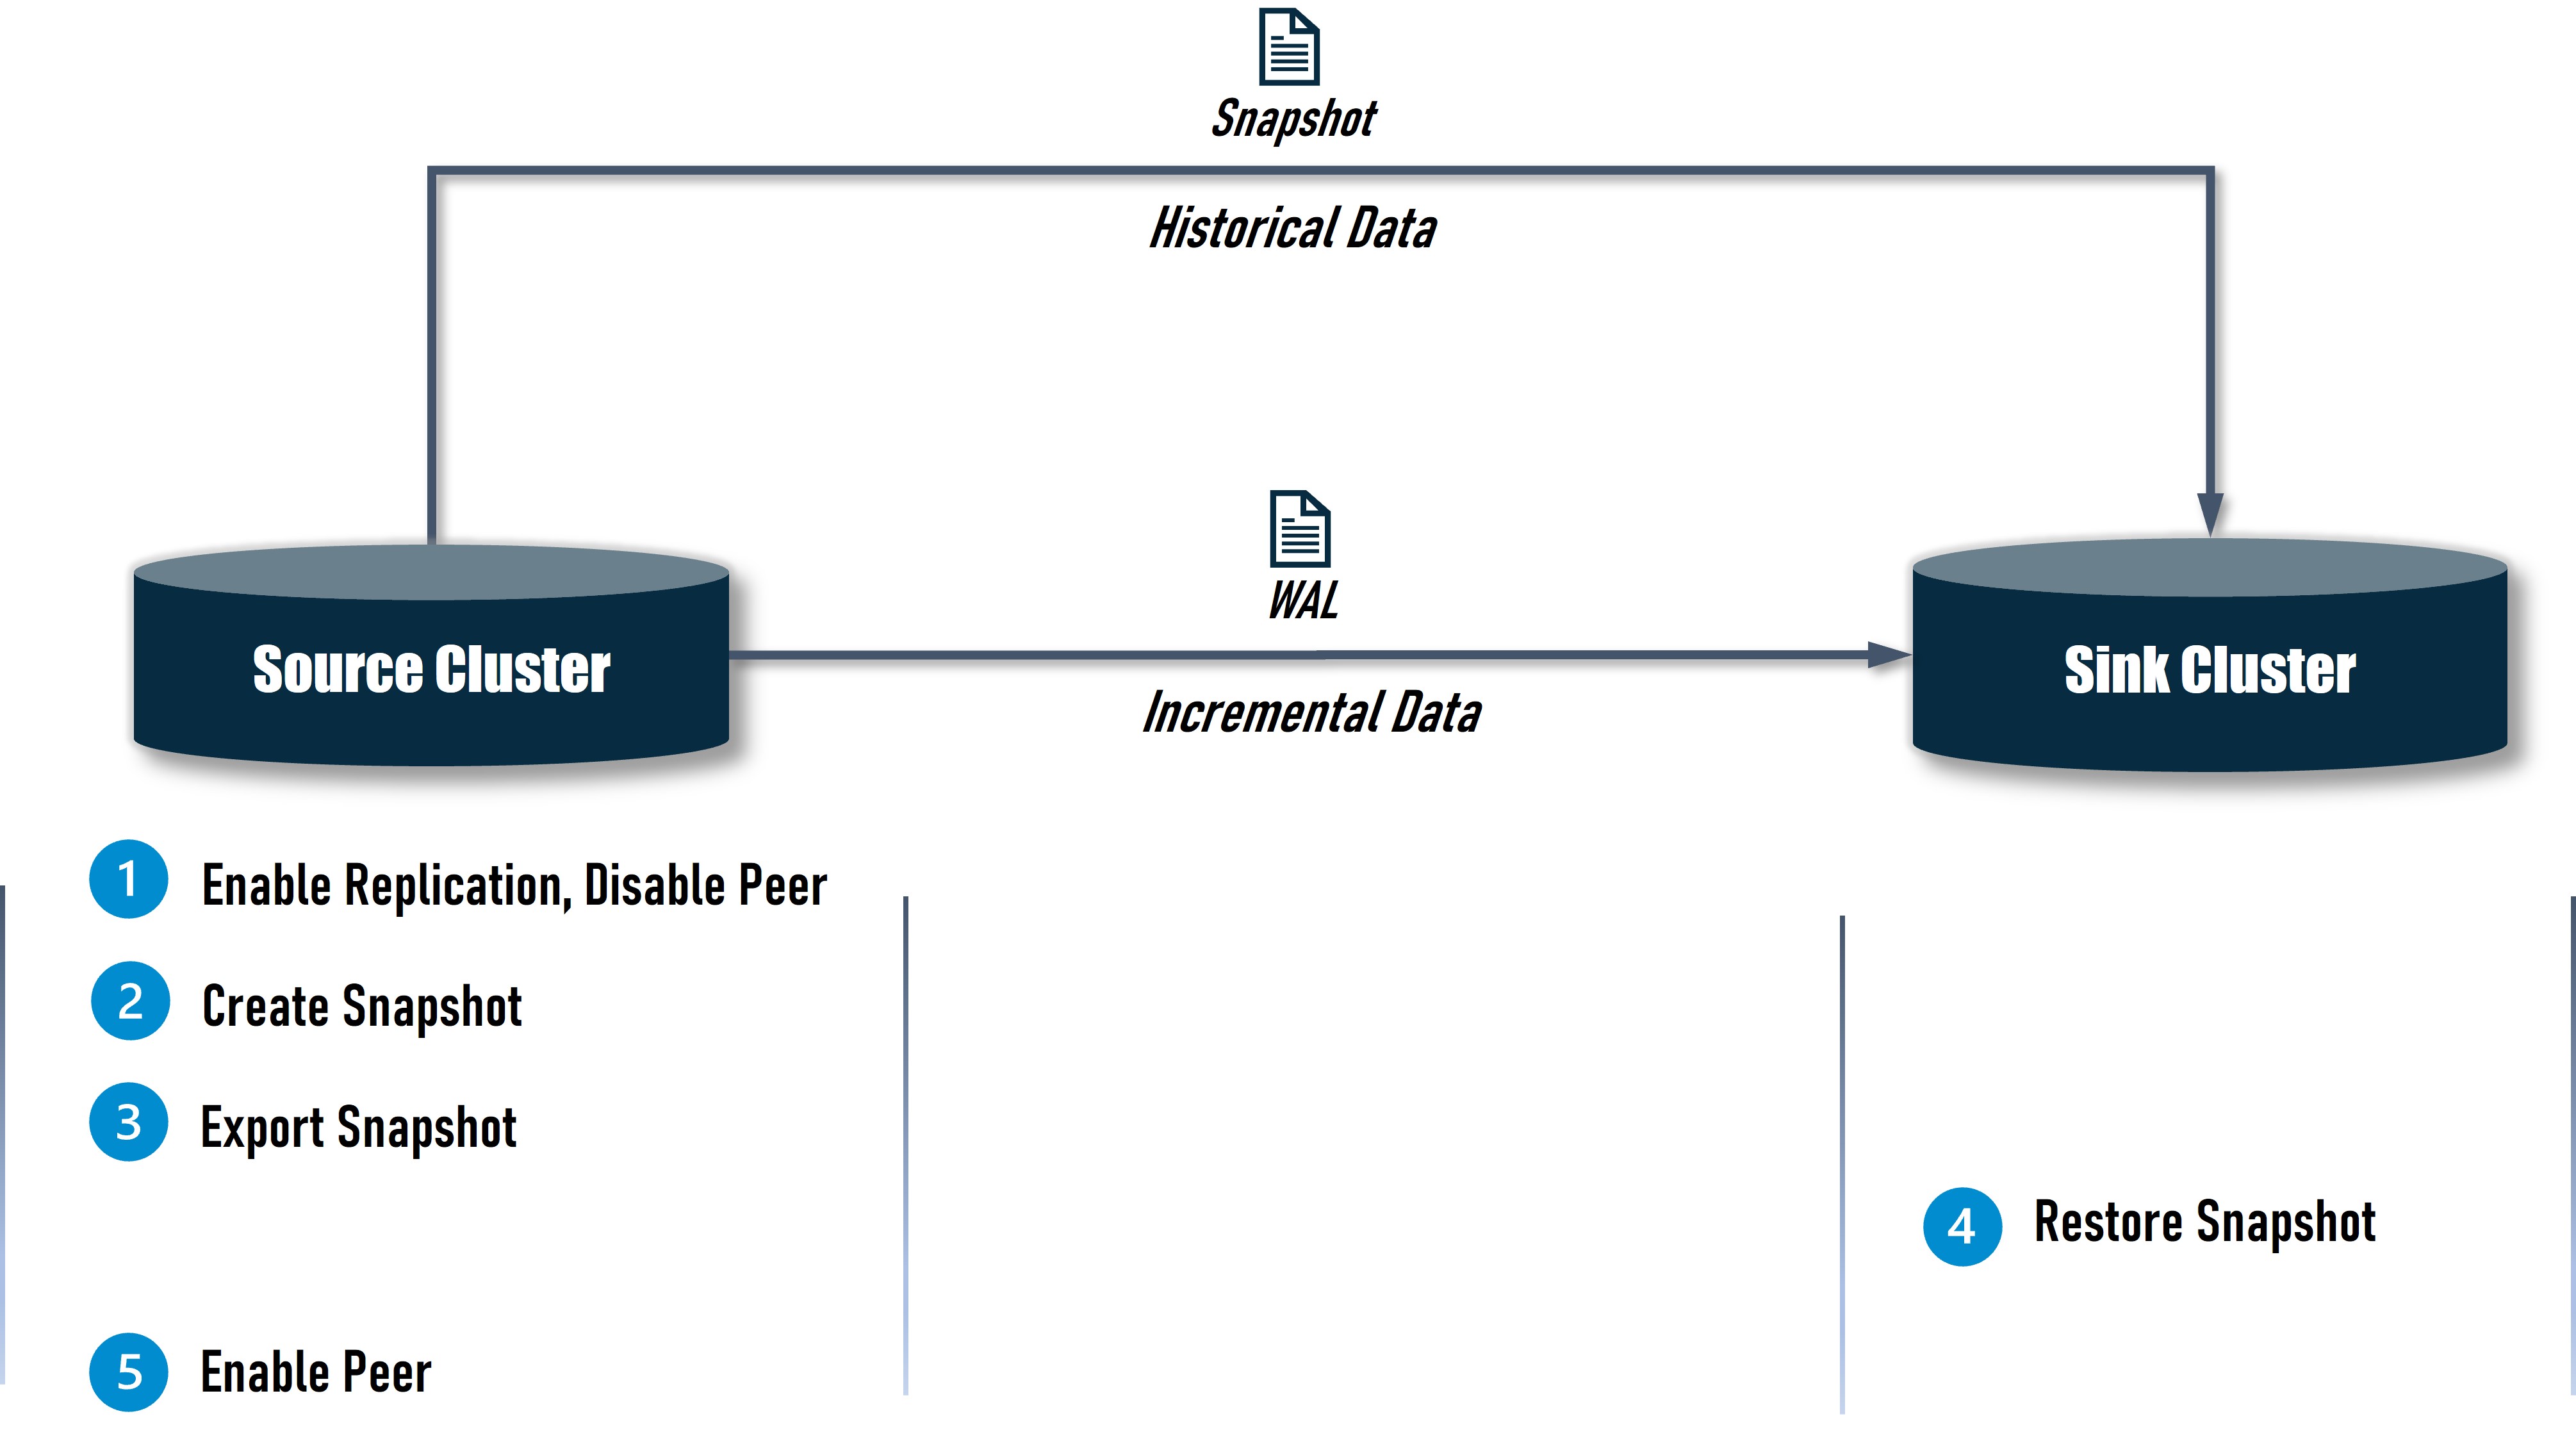 Snapshot
Historical Data
WAL
Source Cluster
Sink Cluster
Incremental Data
1 Enable Replication, Disable Peer
2 Create Snapshot
3 Export Snapshot
4 Restore Snapshot
5 Enable Peer